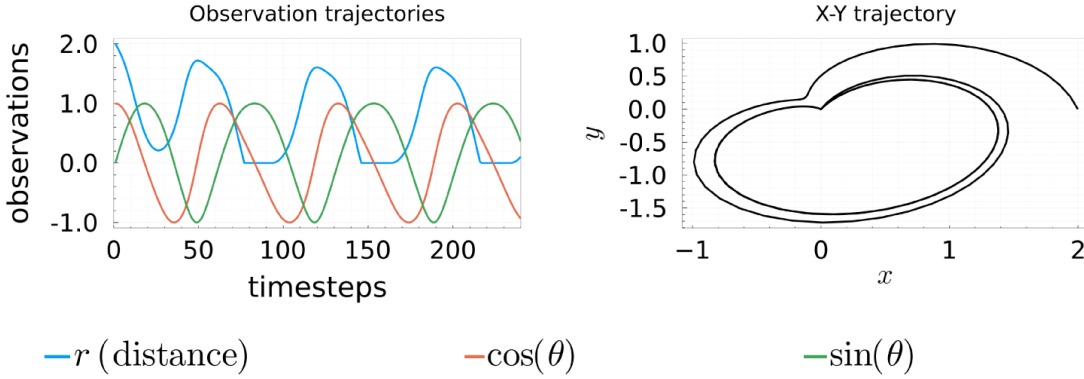 Observation trajectories
observations
2.0
1.0
0.0
-1.0
0
50
100
150
200
timesteps
X-Y trajectory
y
1.0
0.5
0.0
-0.5
-1.0
-1.5
−1
0
1
2
x
r (distance)
cos(θ)
sin(θ)